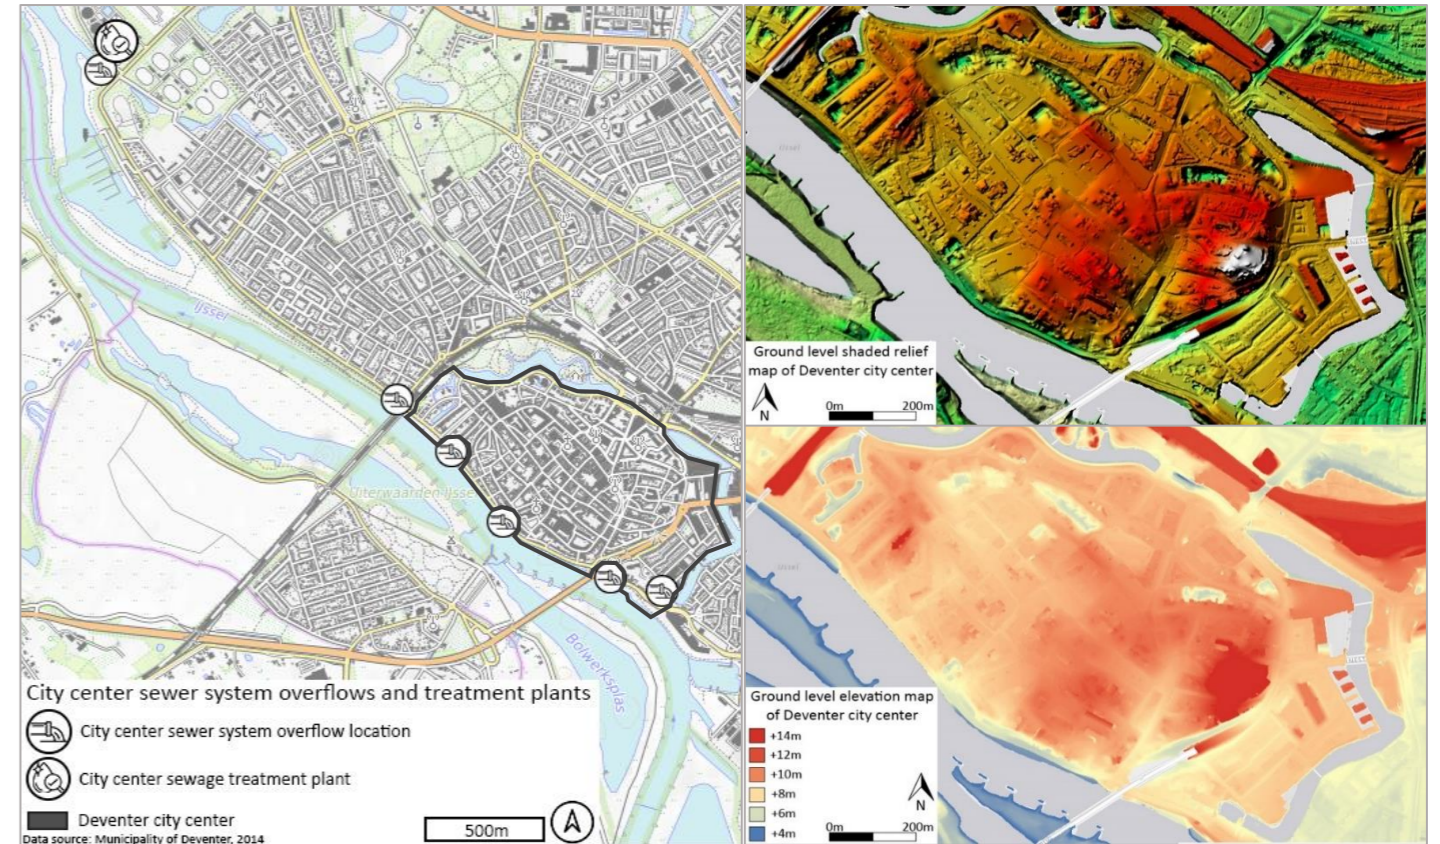 IJssel
Uiterwaarden IJsse
Bolwerksplas
City center sewer system overflows and treatment plants
City center sewer system overflow location
City center sewage treatment plant
Deventer city center
Data source: Municipality of Deventer, 2014
500m
Ground level shaded relief
map of Deventer city center
N
0m 200m
Ground level elevation map
of Deventer city center
+14m
+12m
+10m
+8m
+6m
+4m
N
0m 200m